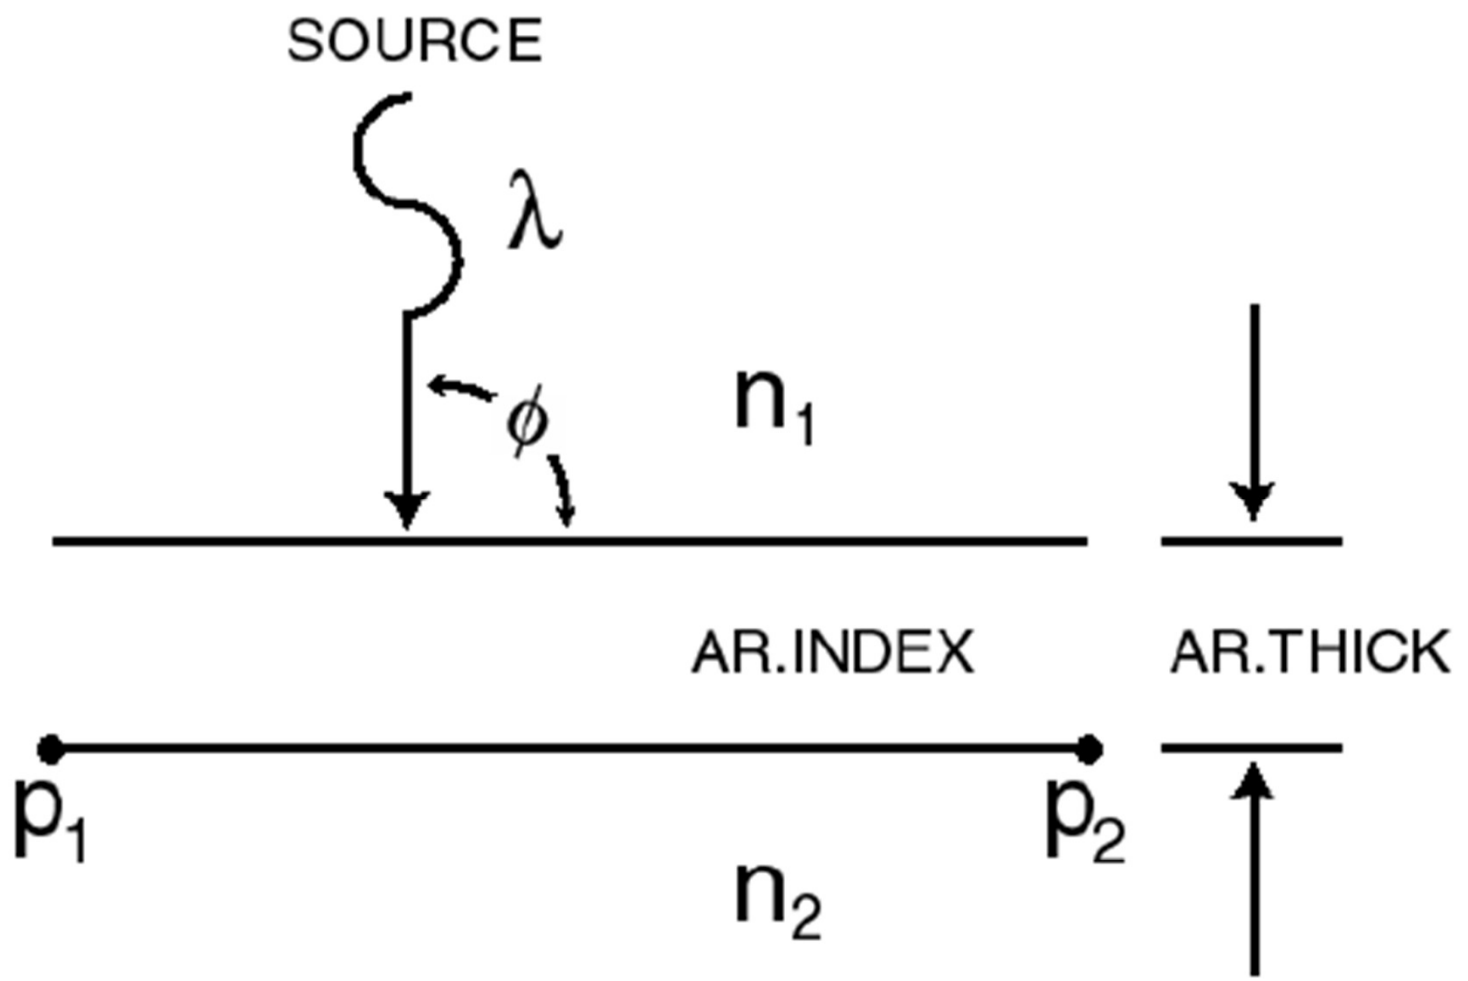 SOURCE
λ
ϕ
n1
AR.INDEX
AR.THICK
p1
p2
n2